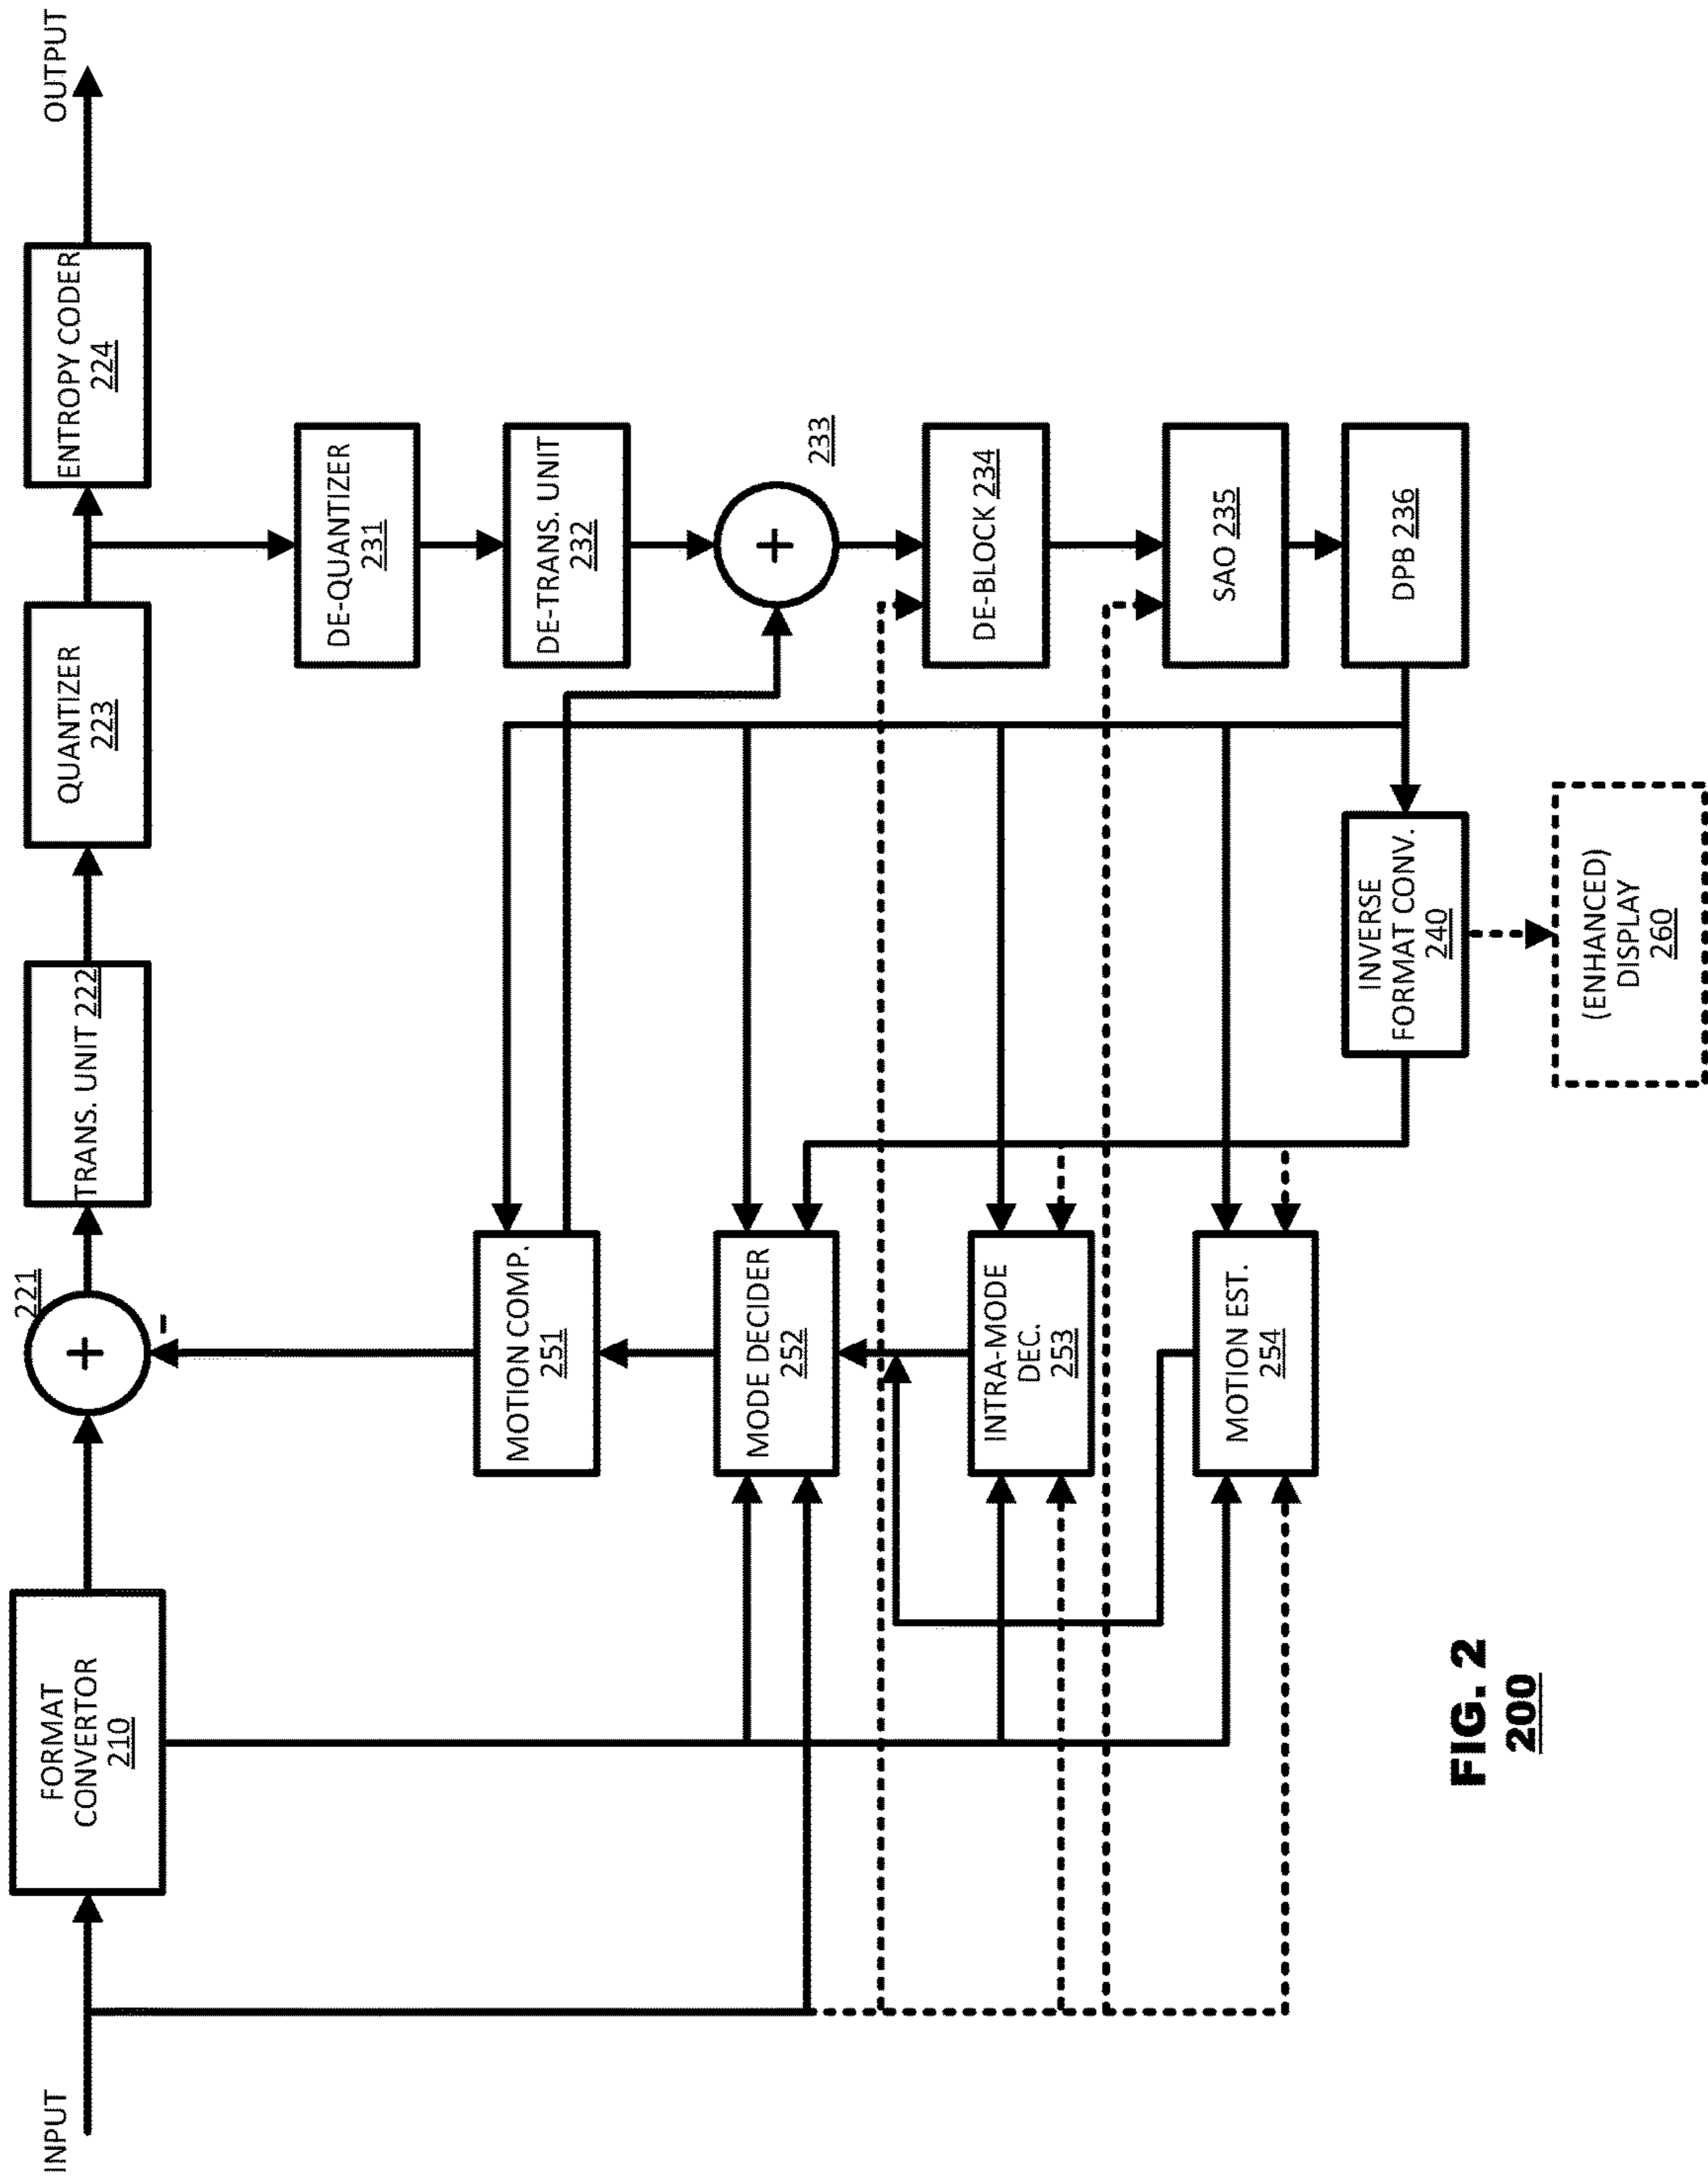 INPUT
FORMAT
CONVERTOR
210
221
+
-
TRANS. UNIT 222
QUANTIZER
223
ENTROPY CODER
224
OUTPUT
DE-QUANTIZER
231
DE-TRANS. UNIT
232
+
233
MOTION COMP.
251
MODE DECIDER
252
INTRA-MODE
DEC.
253
MOTION EST.
254
DE-BLOCK 234
SAO 235
DPB 236
INVERSE
FORMAT CONV.
240
(ENHANCED)
DISPLAY
260
FIG. 2
200